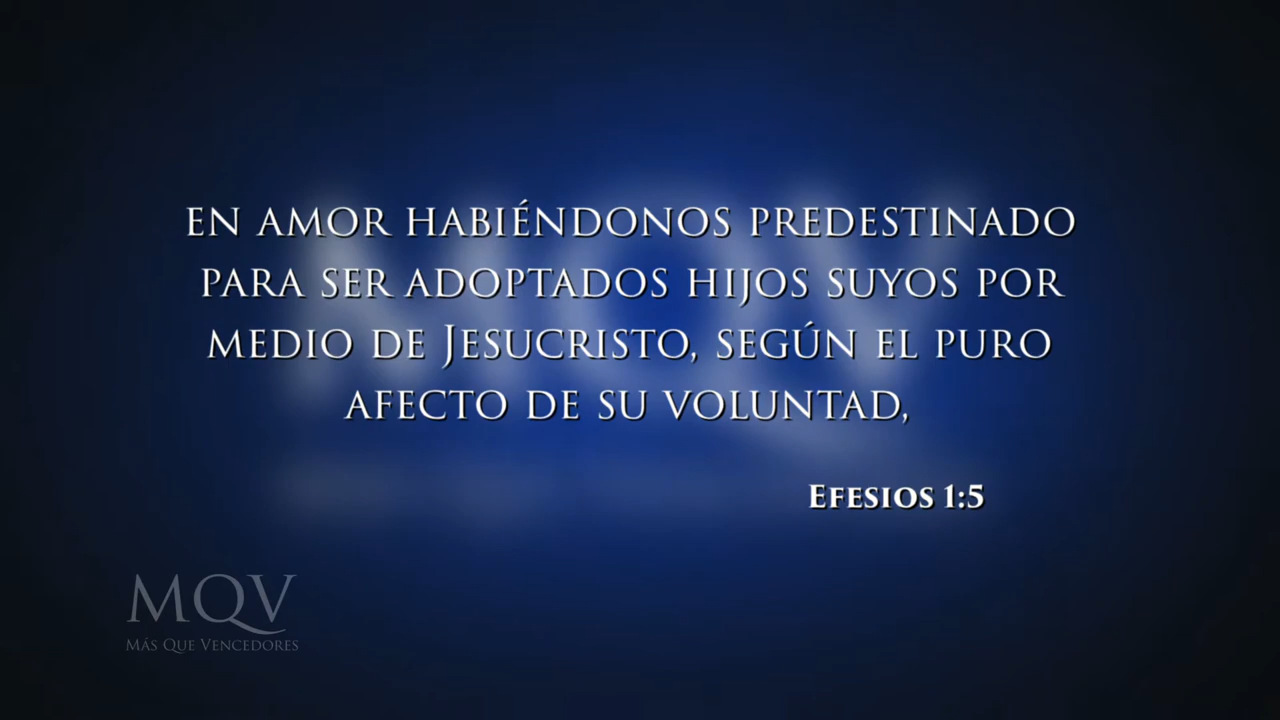 en amor habiéndonos predestinado
para ser adoptados hijos suyos por
medio de Jesucristo, según el puro
afecto de su voluntad,
Efesios 1:5
MQV
Más Que Vencedores